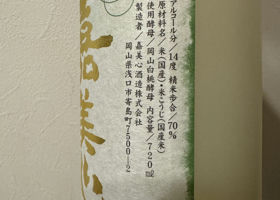 アルコール分／14度 精米歩合／70%
原材料名／米(国産)・米こうじ(国産米)
使用酵母／岡山白桃酵母 内容量／720ml
製造者／嘉美心酒造株式会社
岡山県浅口市寄島町7500-2
嘉美心